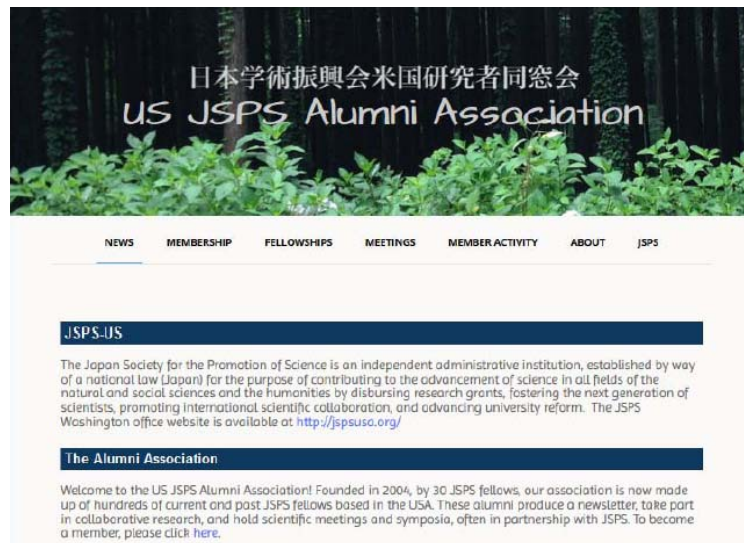 日本学術振興会米国研究者同窓会
US JSPS Alumni Association
NEWS MEMBERSHIP FELLOWSHIPS MEETINGS MEMBER ACTIVITY ABOUT JSPS
JSPS-US
The Japan Society for the Promotion of Science is an independent administrative institution, established by way
of a national law (Japan) for the purpose of contributing to the advancement of science in all fields of the
natural and social sciences and the humanities by disbursing research grants, fostering the next generation of
scientists, promoting international scientific collaboration, and advancing university reform. The JSPS
Washington office website is available at http://jspsusa.org/
The Alumni Association
Welcome to the US JSPS Alumni Association! Founded in 2004, by 30 JSPS fellows, our association is now made
up of hundreds of current and past JSPS fellows based in the USA. These alumni produce a newsletter, take part
in collaborative research, and hold scientific meetings and symposia, often in partnership with JSPS. To become
a member, please click here.